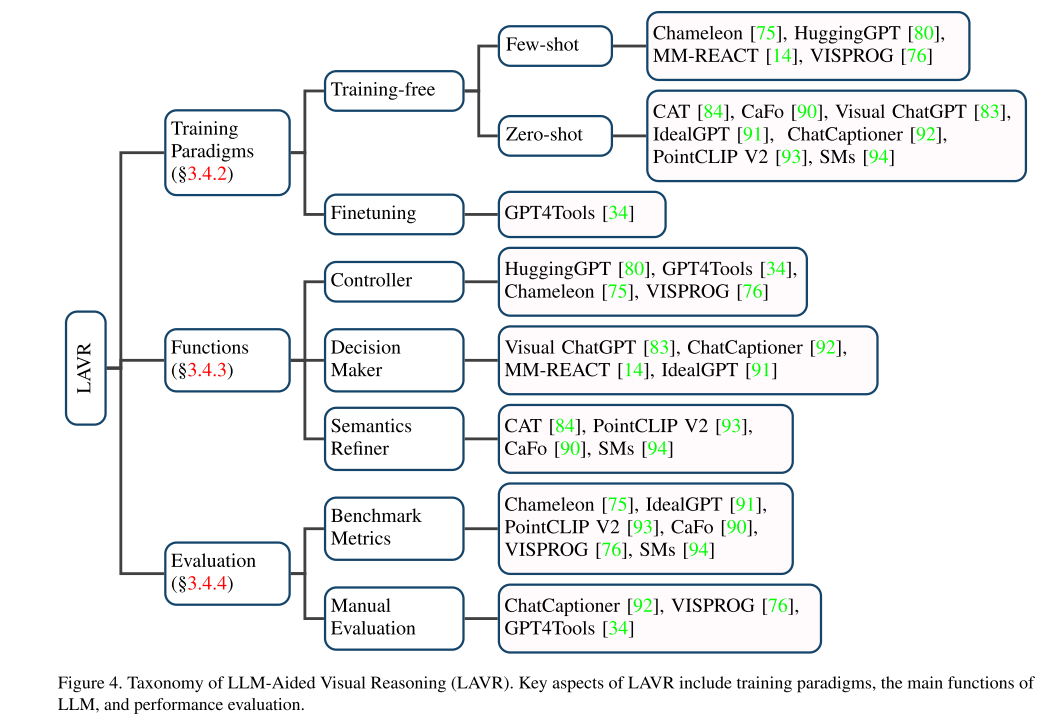 LAVR
Training
Paradigms
(§3.4.2)
Training-free
Few-shot
Chameleon [75], HuggingGPT [80],
MM-REACT [14], VISPROG [76]
Zero-shot
CAT [84], CaFo [90], Visual ChatGPT [83],
IdealGPT [91], ChatCaptioner [92],
PointCLIP V2 [93], SMs [94]
Finetuning
GPT4Tools [34]
Functions
(§3.4.3)
Controller
HuggingGPT [80], GPT4Tools [34],
Chameleon [75], VISPROG [76]
Decision
Maker
Visual ChatGPT [83], ChatCaptioner [92],
MM-REACT [14], IdealGPT [91]
Semantics
Refiner
CAT [84], PointCLIP V2 [93],
CaFo [90], SMs [94]
Evaluation
(§3.4.4)
Benchmark
Metrics
Chameleon [75], IdealGPT [91],
PointCLIP V2 [93], CaFo [90],
VISPROG [76], SMs [94]
Manual
Evaluation
ChatCaptioner [92], VISPROG [76],
GPT4Tools [34]
Figure 4. Taxonomy of LLM-Aided Visual Reasoning (LAVR). Key aspects of LAVR include training paradigms, the main functions of
LLM, and performance evaluation.